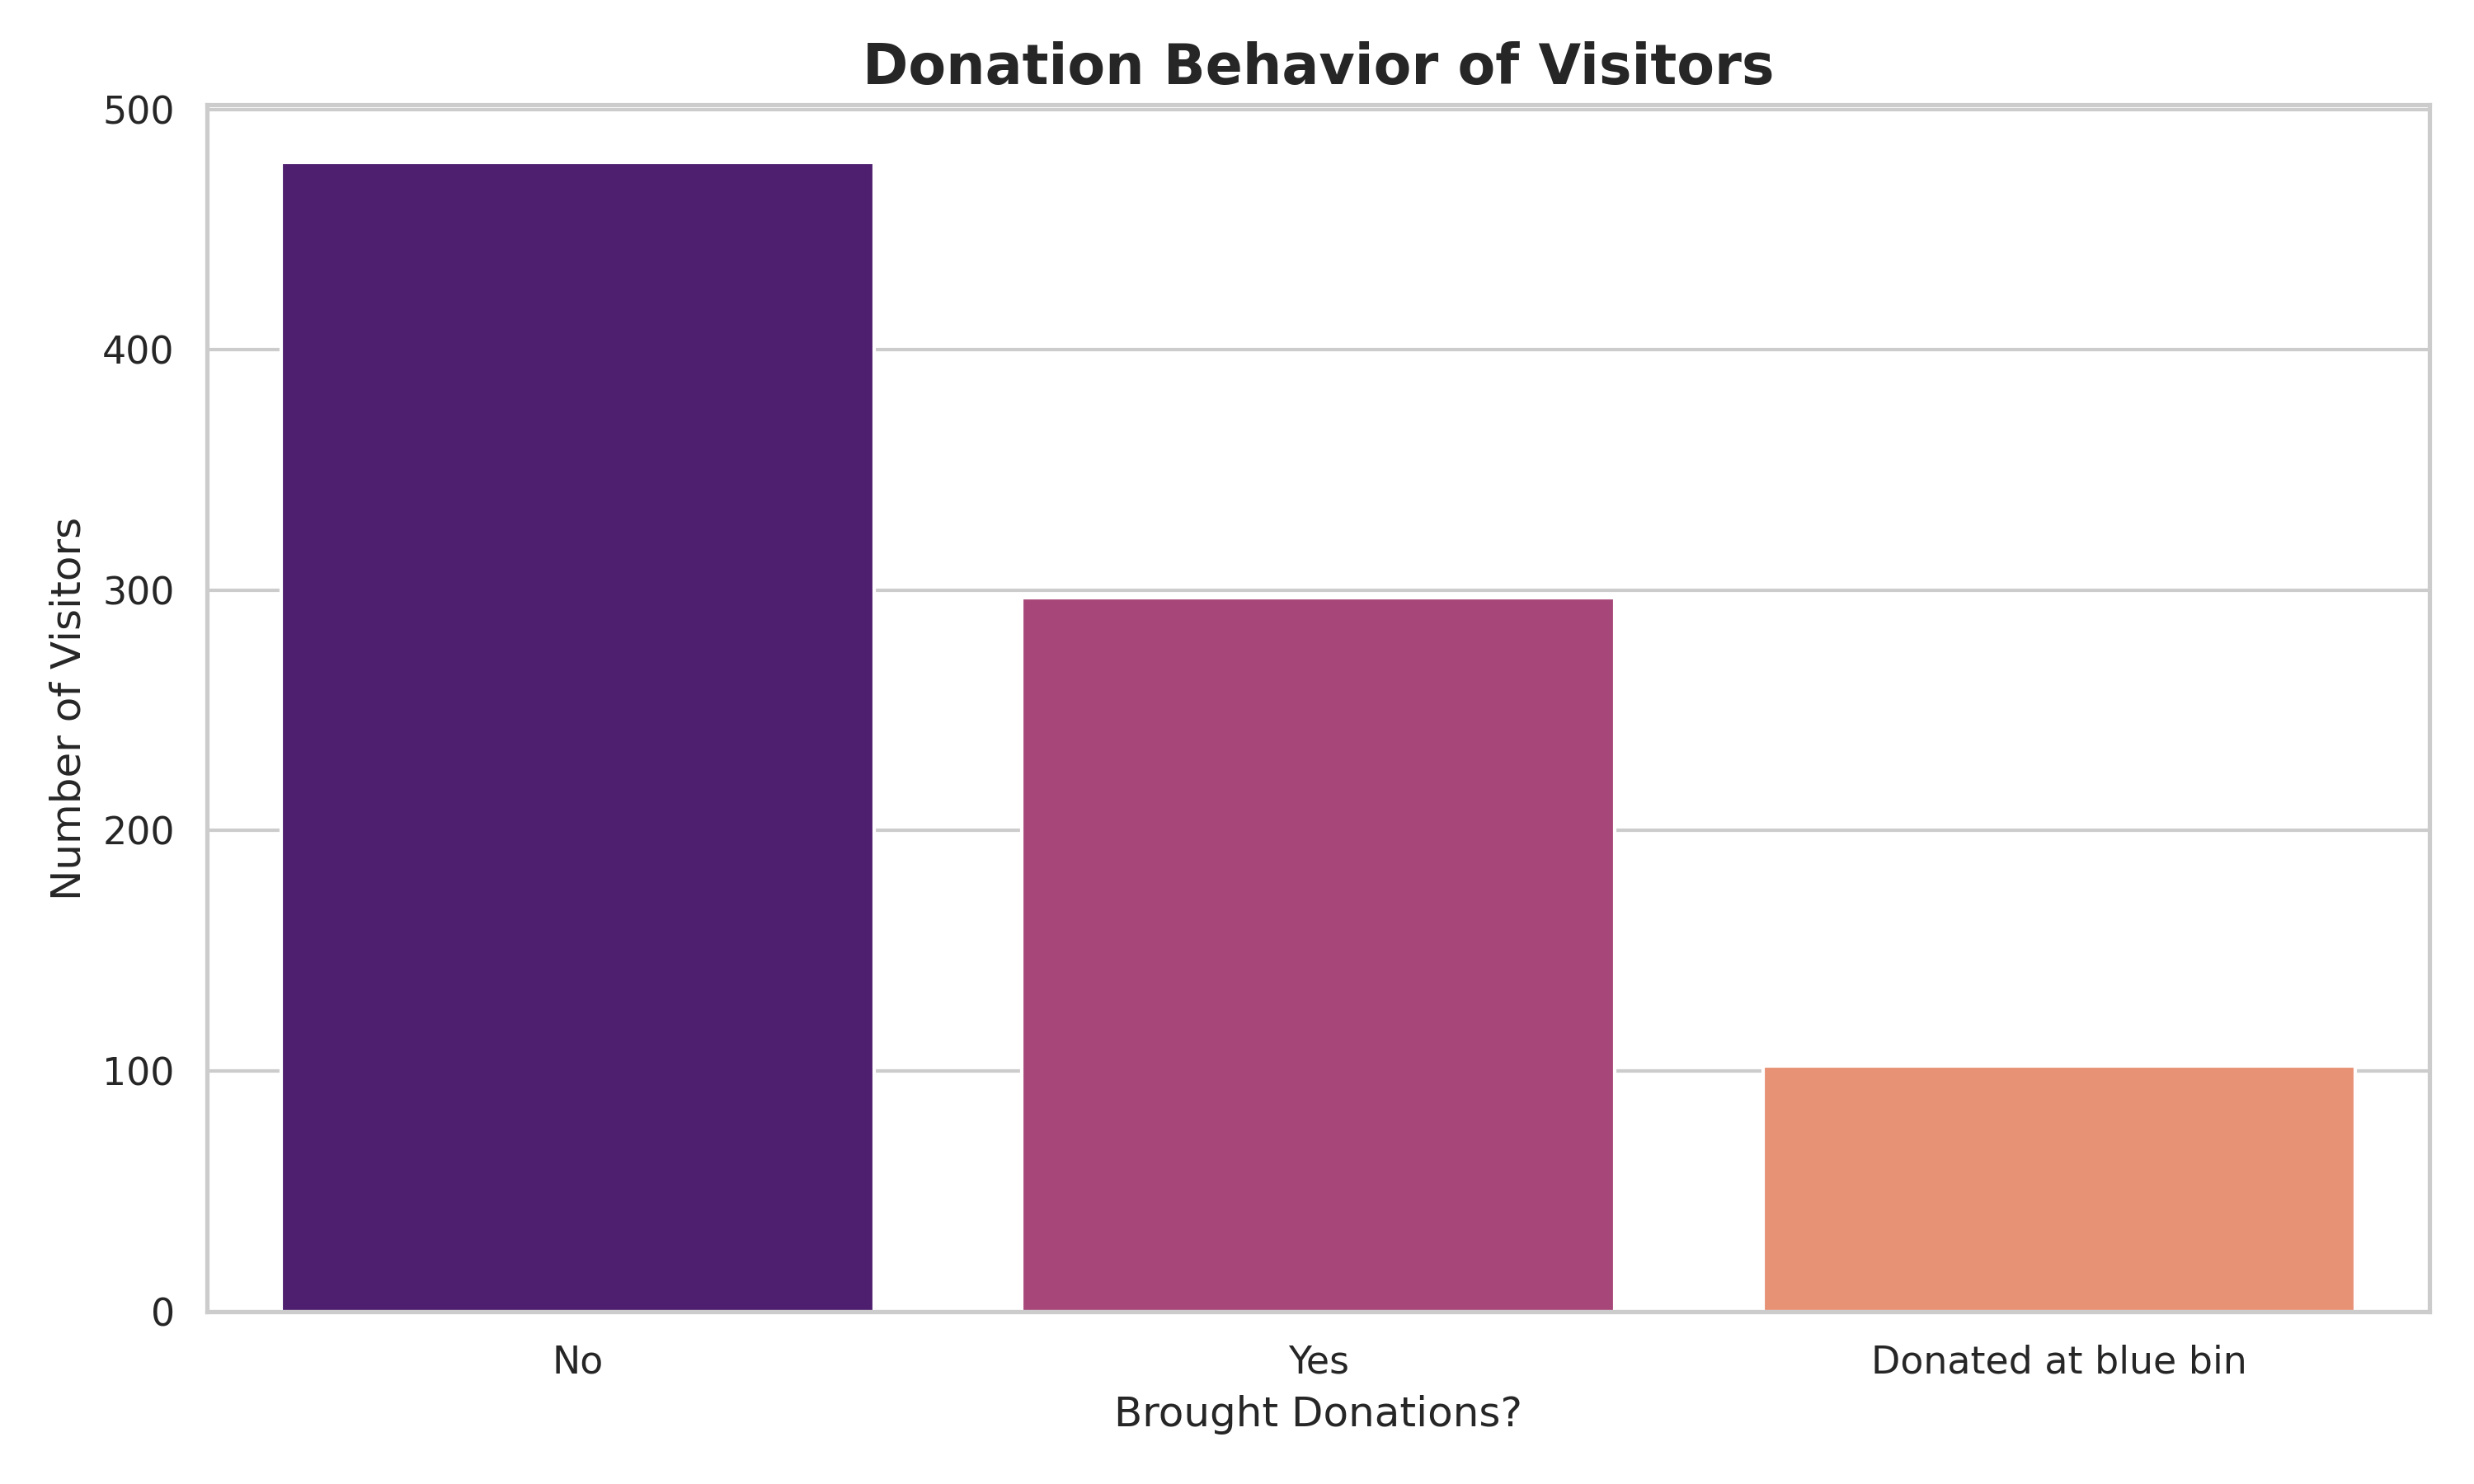 Donation Behavior of Visitors
500
400
300
200
100
0
Number of Visitors
No
Yes
Donated at blue bin
Brought Donations?